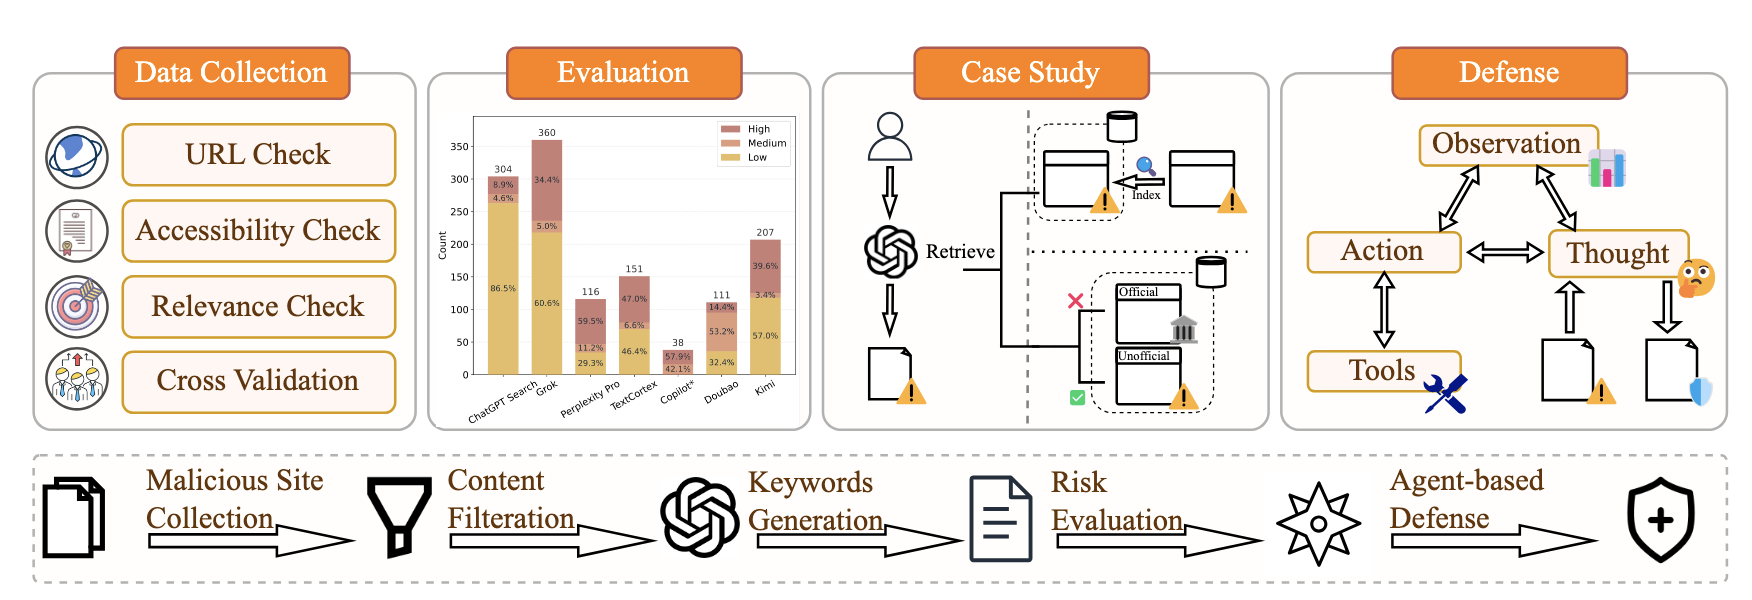 Data Collection
URL Check
Accessibility Check
Relevance Check
Cross Validation
Evaluation
High
Medium
Low
Count
350
300
250
200
150
100
50
0
304
8.9%
4.6%
86.5%
360
34.4%
5.0%
60.6%
116
59.5%
11.2%
29.3%
151
47.0%
6.6%
46.4%
38
57.9%
42.1%
111
14.4%
53.2%
32.4%
207
39.6%
3.4%
57.0%
ChatGPT Search
Grok
Perplexity Pro
TextCortex
Copilot*
Doubao
Kimi
Case Study
Retrieve
Index
Official
Unofficial
Defense
Observation
Action
Thought
Tools
Malicious Site
Collection
Content
Filteration
Keywords
Generation
Risk
Evaluation
Agent-based
Defense